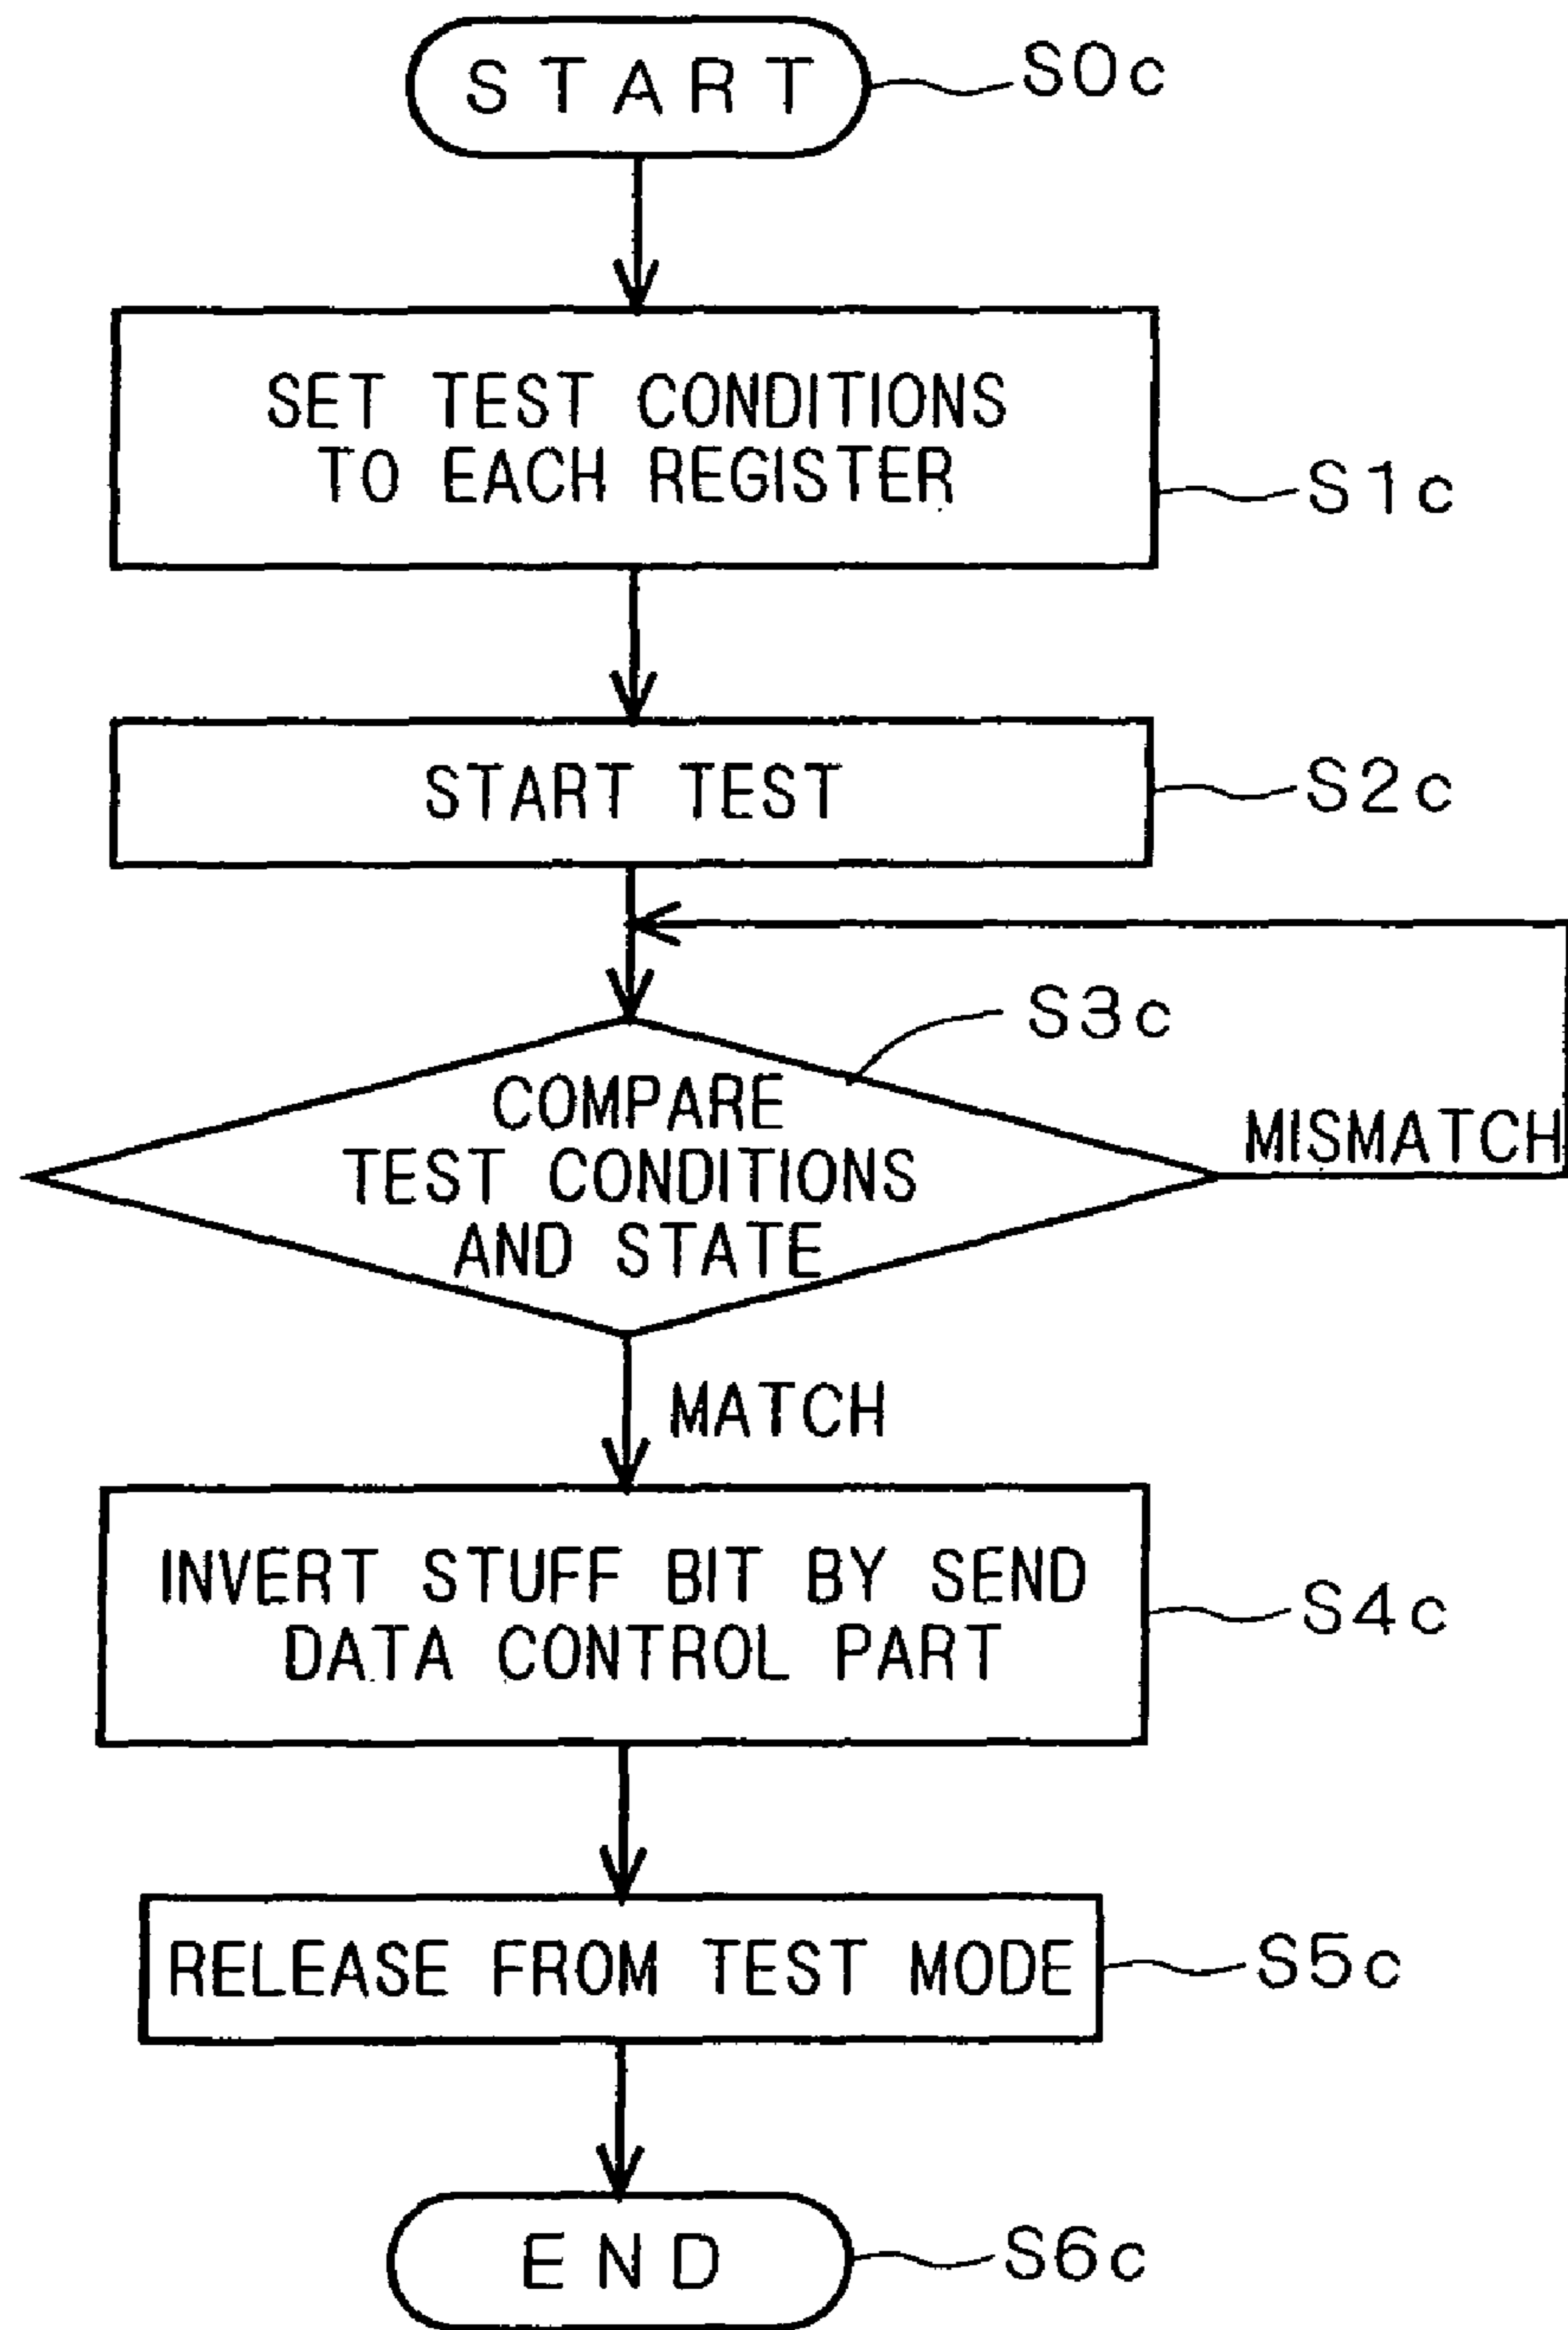 START
S0c
SET TEST CONDITIONS
TO EACH REGISTER
S1c
START TEST
S2c
S3c
COMPARE
TEST CONDITIONS
AND STATE
MISMATCH
MATCH
INVERT STUFF BIT BY SEND
DATA CONTROL PART
S4c
RELEASE FROM TEST MODE
S5c
END
S6c